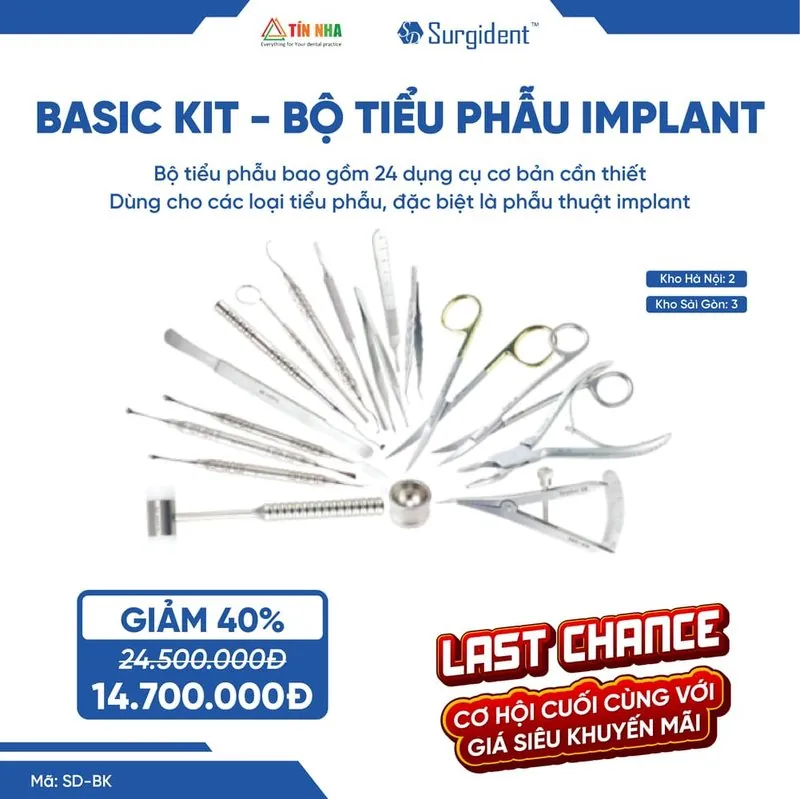 TÍN NHA
Everything for Your dental practice
Surgident™
BASIC KIT - BỘ TIỂU PHẪU IMPLANT
Bộ tiểu phẫu bao gồm 24 dụng cụ cơ bản cần thiết
Dùng cho các loại tiểu phẫu, đặc biệt là phẫu thuật implant
Kho Hà Nội: 2
Kho Sài Gòn: 3
GIẢM 40%
24.500.000Đ
14.700.000Đ
LAST CHANCE
CƠ HỘI CUỐI CÙNG VỚI
GIÁ SIÊU KHUYẾN MÃI
Mã: SD-BK